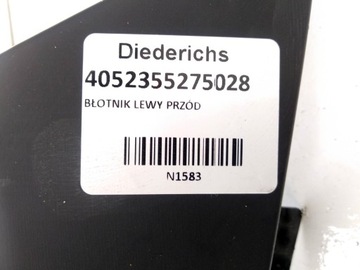 Diederichs
4052355275028
BŁOTNIK LEWY PRZÓD
N1583